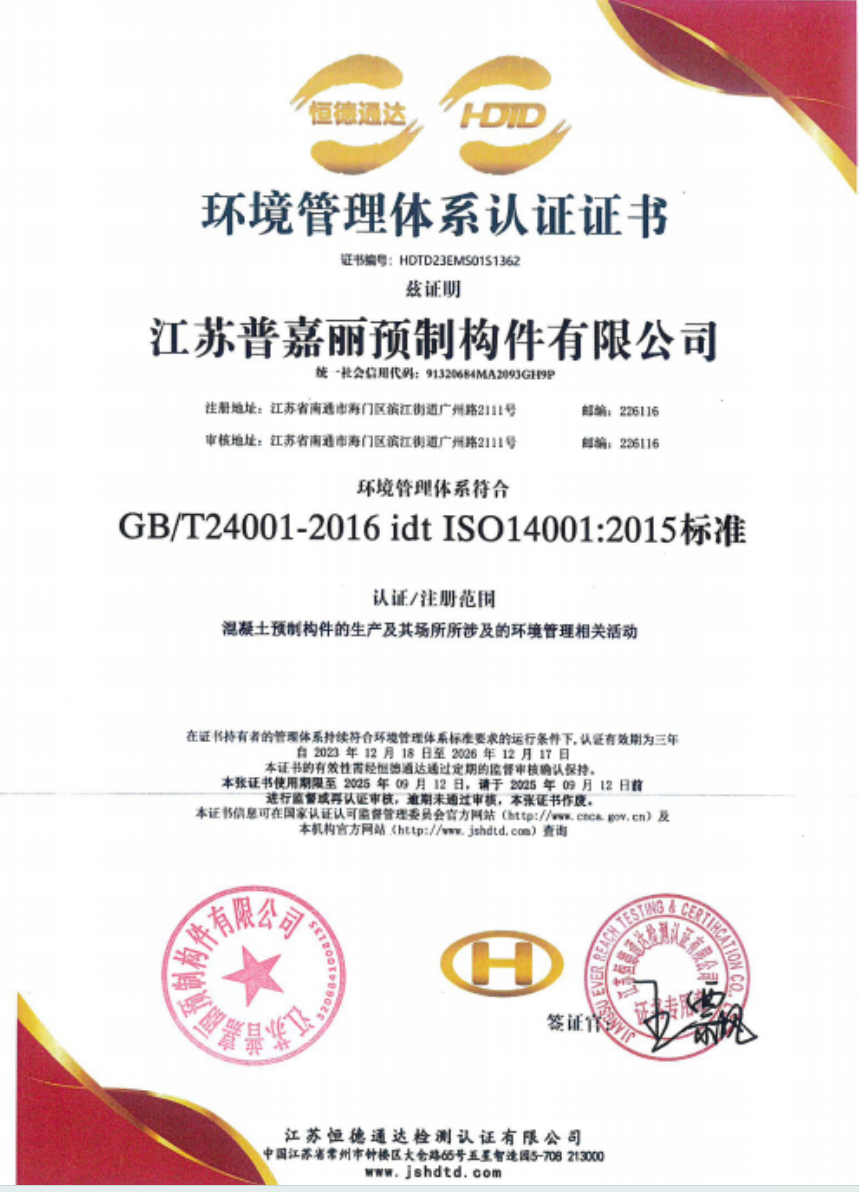 恒德通达 HDTD
环境管理体系认证证书
证书编号：HDTD23EMS01S1362
兹证明
江苏普嘉丽预制构件有限公司
统一社会信用代码：91320684MA2093GH9P
注册地址：江苏省南通市海门区滨江街道广州路2111号 邮编：226116
审核地址：江苏省南通市海门区滨江街道广州路2111号 邮编：226116
环境管理体系符合
GB/T24001-2016 idt ISO14001:2015标准
认证/注册范围
混凝土预制构件的生产及其场所所涉及的环境管理相关活动
在证书持有者的管理体系持续符合环境管理体系标准要求的运行条件下，认证有效期为三年
自 2023 年 12 月 18 日至 2026 年 12 月 17 日
本证书的有效性需经恒德通达通过定期的监督审核确认保持。
本张证书使用期限至 2025 年 09 月 12 日，请于 2025 年 09 月 12 日前
进行监督或再认证审核，逾期未通过审核，本张证书作废。
本证书信息可在国家认证认可监督管理委员会官方网站（http://www.cnca.gov.cn）及
本机构官方网站（http://www.jshdtd.com）查询
江苏普嘉丽预制构件有限公司
H
JIANGSU EVER REACH TESTING & CERTIFICATION CO.
江苏恒德通达检测认证有限公司
证书专用章
签证官：
江苏恒德通达检测认证有限公司
中国江苏省常州市钟楼区大仓路65号五星智造园5-708 213000
www.jshdtd.com